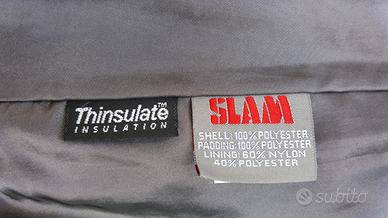 Thinsulate™
INSULATION
SLAM
SHELL: 100% POLYESTER
PADDING: 100% POLYESTER
LINING: 60% NYLON
40% POLYESTER
subito